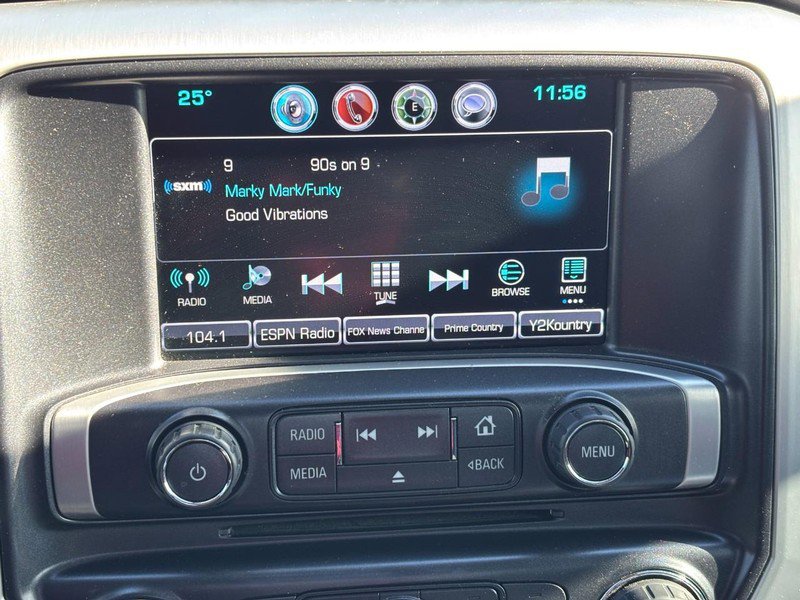 25° E 11:56
9 90s on 9
((sxm)) Marky Mark/Funky
Good Vibrations
RADIO MEDIA TUNE BROWSE MENU
104.1 ESPN Radio FOX News Channe Prime Country Y2Kountry
RADIO
MEDIA BACK
MENU